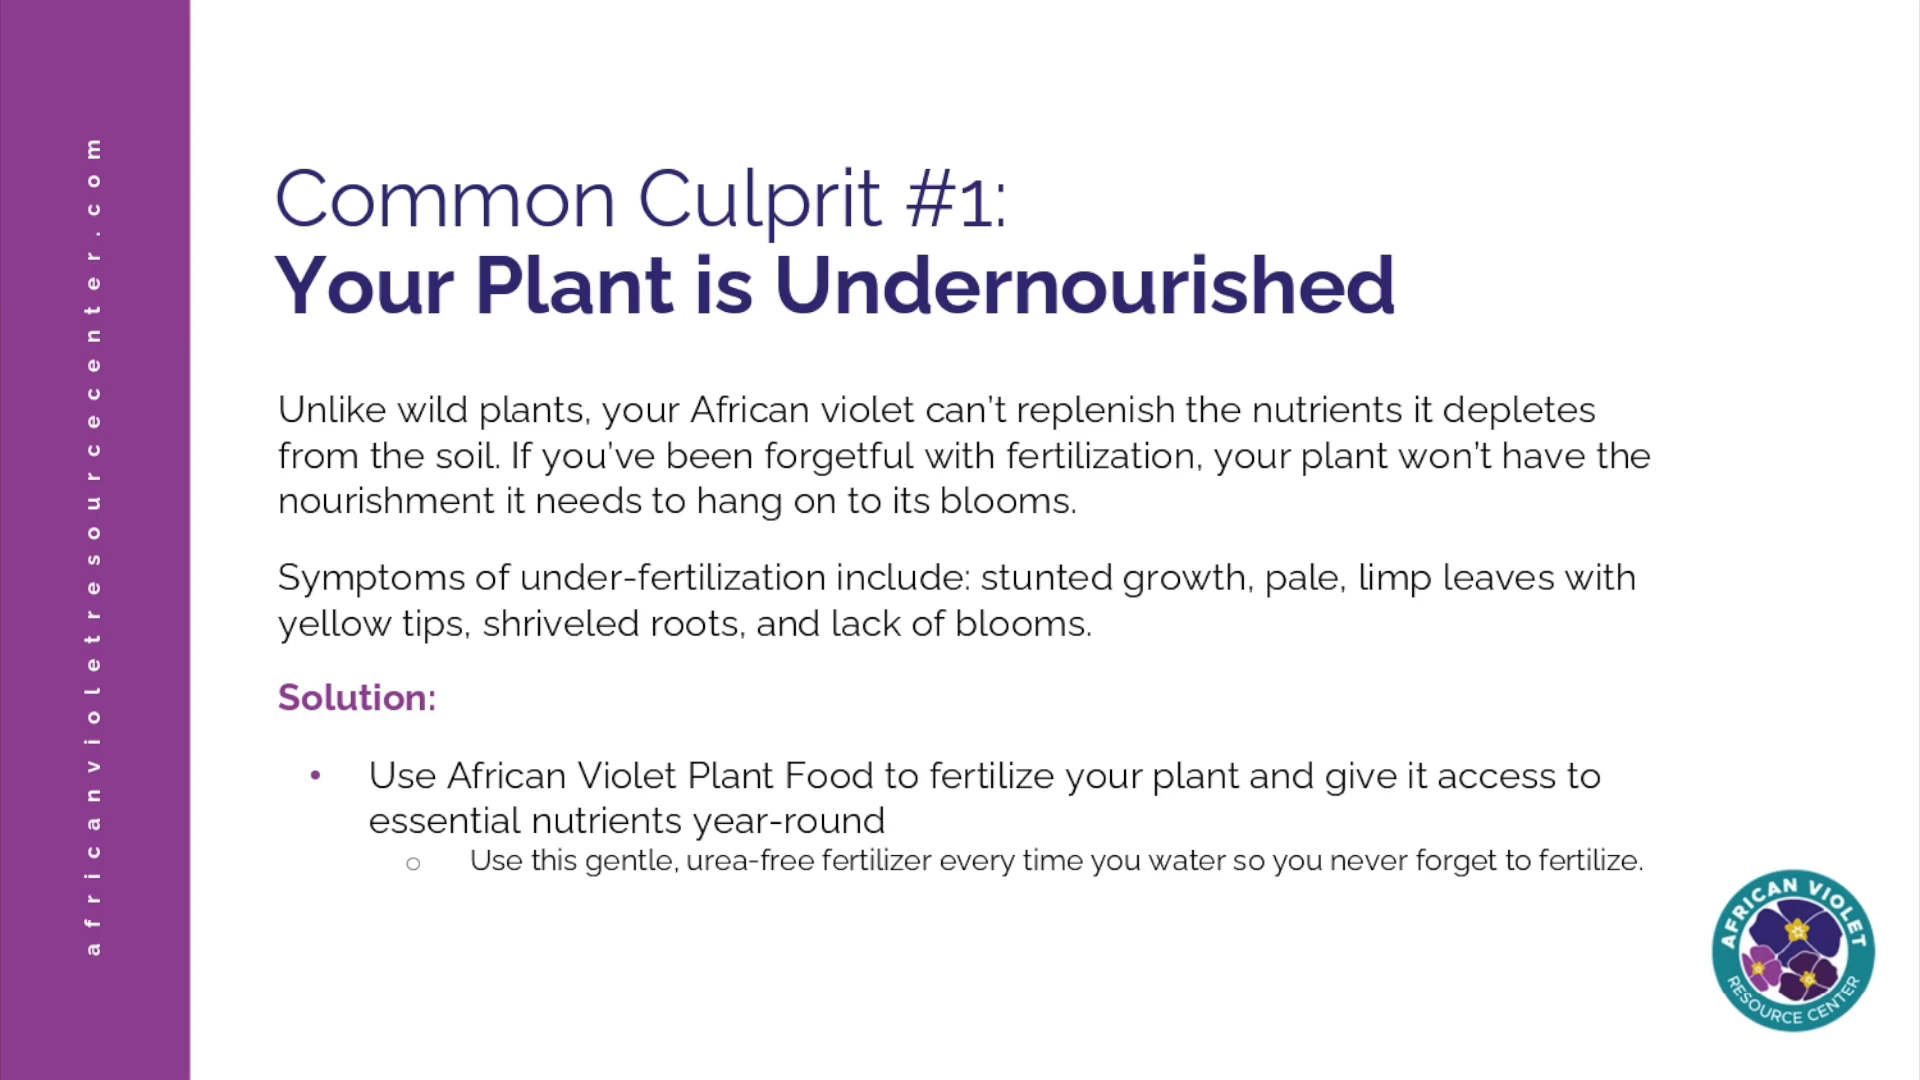 africanvioletresourcecenter.com
Common Culprit #1:
Your Plant is Undernourished
Unlike wild plants, your African violet can’t replenish the nutrients it depletes
from the soil. If you’ve been forgetful with fertilization, your plant won’t have the
nourishment it needs to hang on to its blooms.
Symptoms of under-fertilization include: stunted growth, pale, limp leaves with
yellow tips, shriveled roots, and lack of blooms.
Solution:
• Use African Violet Plant Food to fertilize your plant and give it access to
essential nutrients year-round
○ Use this gentle, urea-free fertilizer every time you water so you never forget to fertilize.
AFRICAN VIOLET
RESOURCE CENTER